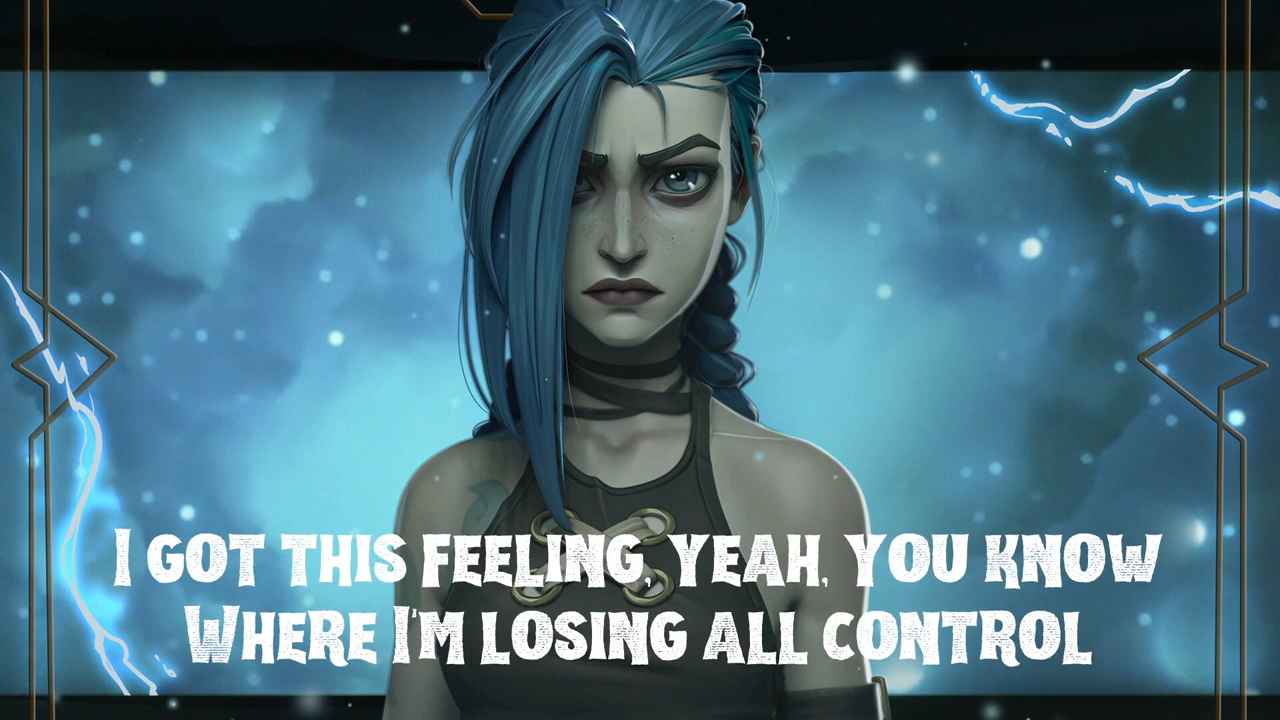 I GOT THIS FEELING, YEAH, YOU KNOW
WHERE I'M LOSING ALL CONTROL